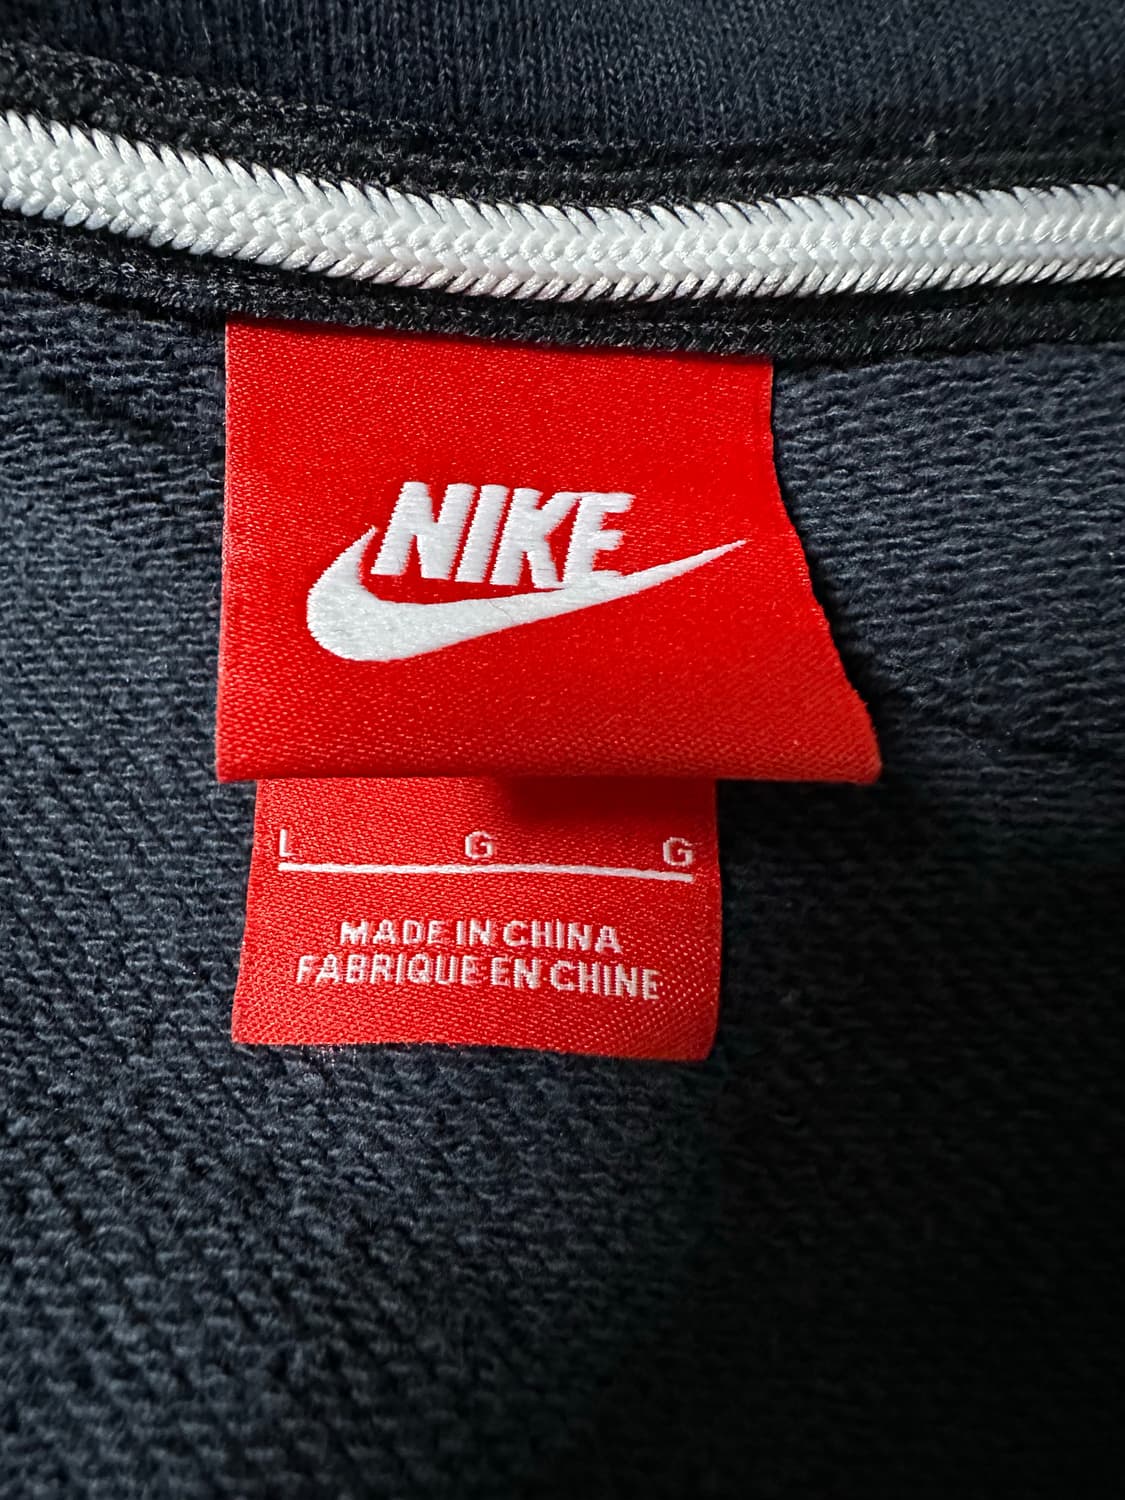 NIKE
L G G
MADE IN CHINA
FABRIQUE EN CHINE